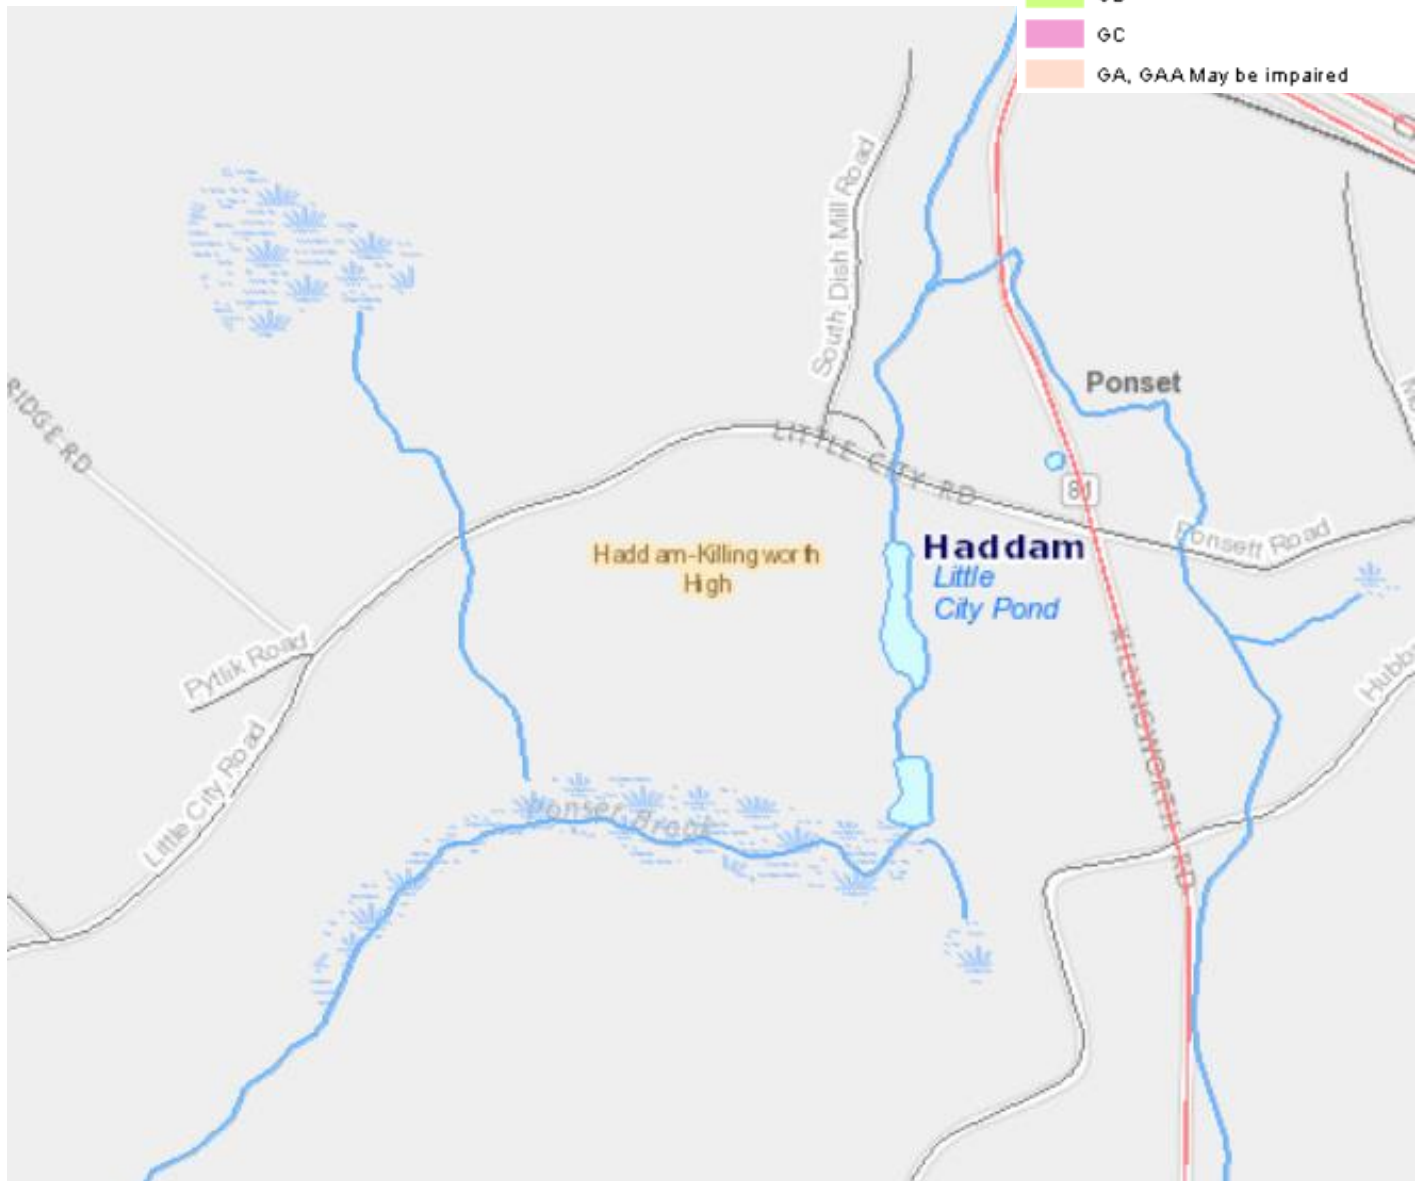 GC
GA, GAA May be impaired
South Dish Mill Road
Ponset
RIDGE RD
LITTLE CITY RD
81
Ponsett Road
Haddam-Killingworth
High
Haddam
Little
City Pond
Pytlik Road
KILLINGWORTH RD
Little City Road
Ponset Brook